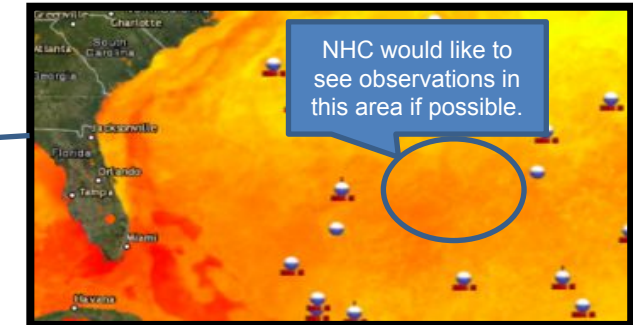 Greenville
Charlotte
NHC would like to
see observations in
this area if possible.
Atlanta
South
Carolina
Georgia
Jacksonville
Florida
Orlando
Tampa
Miami
Havana